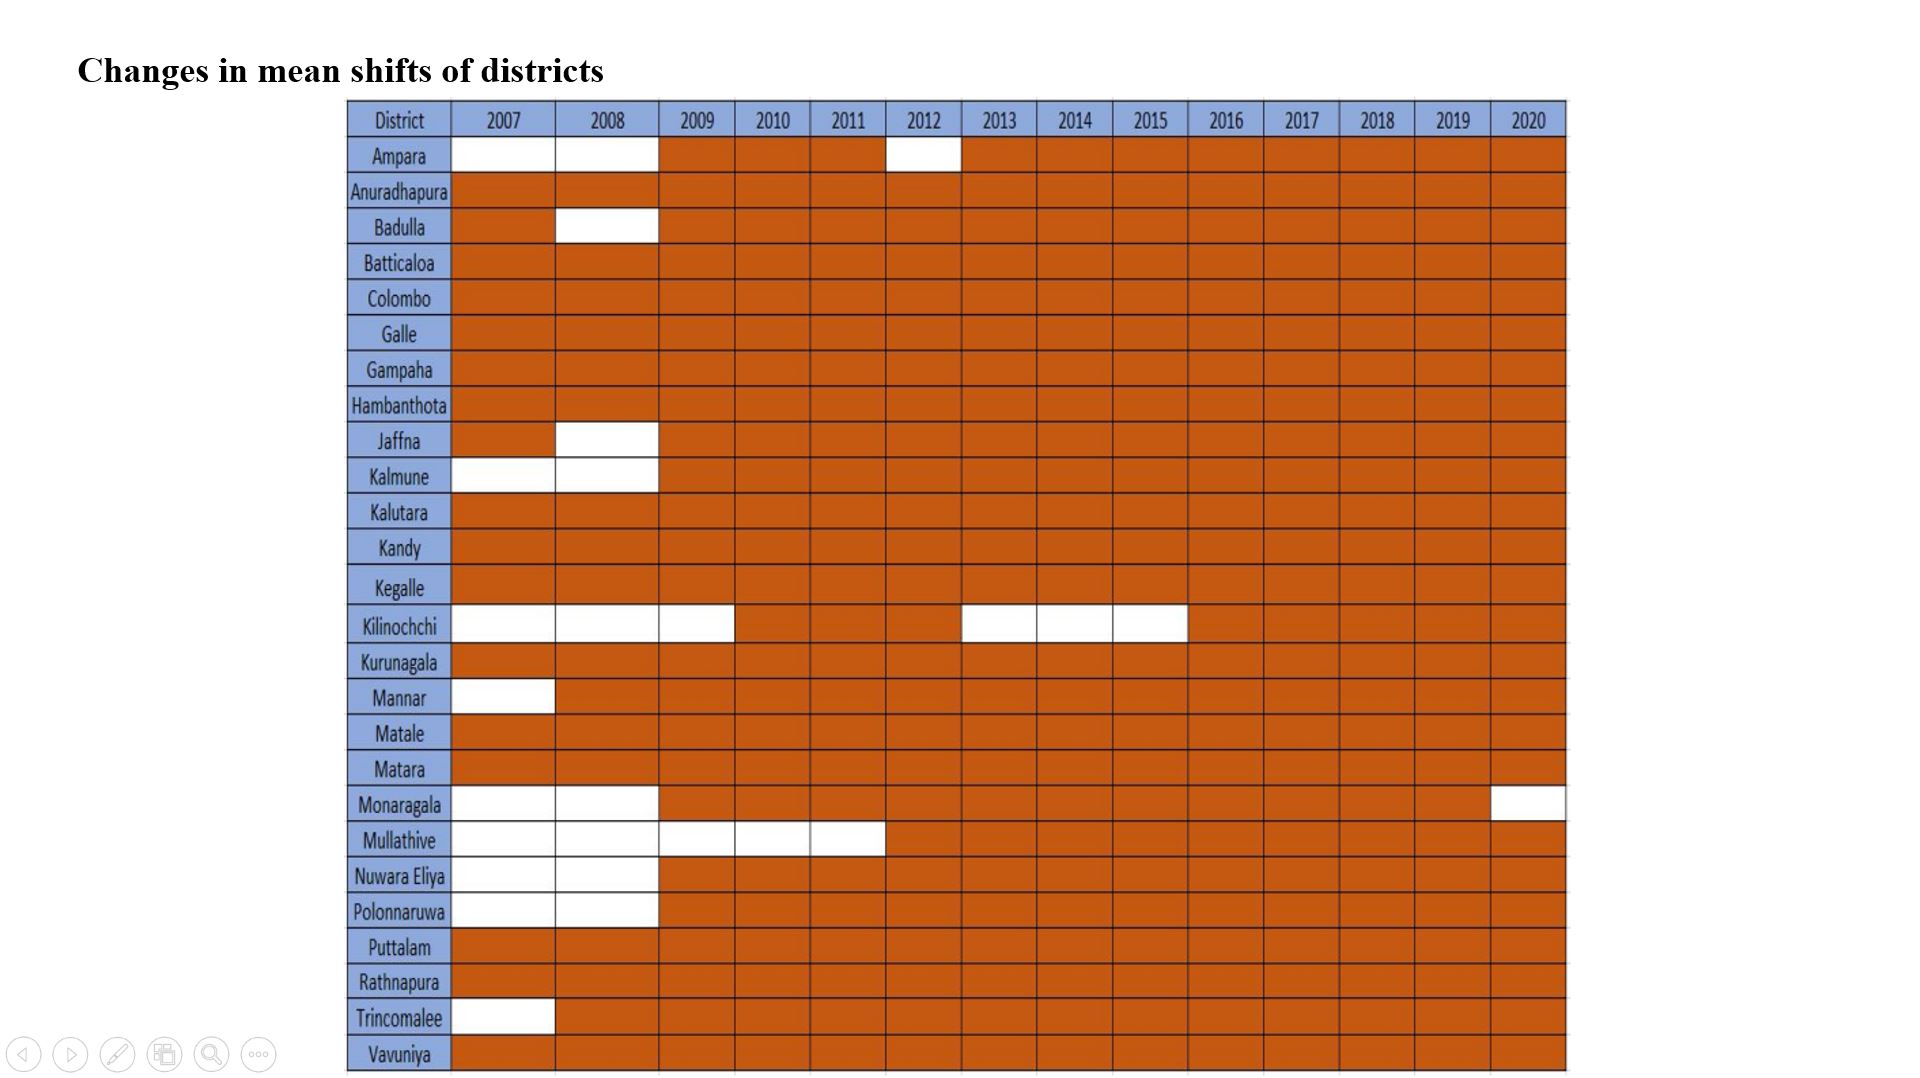 Changes in mean shifts of districts
District 2007 2008 2009 2010 2011 2012 2013 2014 2015 2016 2017 2018 2019 2020
Ampara
Anuradhapura
Badulla
Batticaloa
Colombo
Galle
Gampaha
Hambanthota
Jaffna
Kalmune
Kalutara
Kandy
Kegalle
Kilinochchi
Kurunagala
Mannar
Matale
Matara
Monaragala
Mullathive
Nuwara Eliya
Polonnaruwa
Puttalam
Rathnapura
Trincomalee
Vavuniya